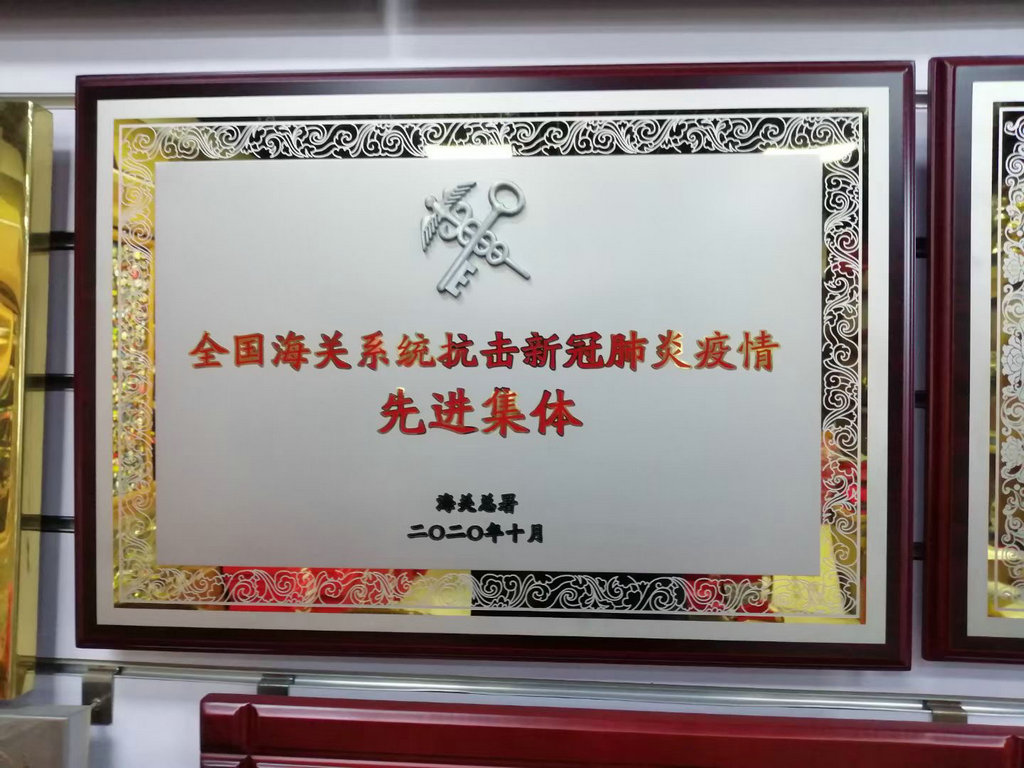 全国海关系统抗击新冠肺炎疫情
先进集体
海关总署
二〇二〇年十月